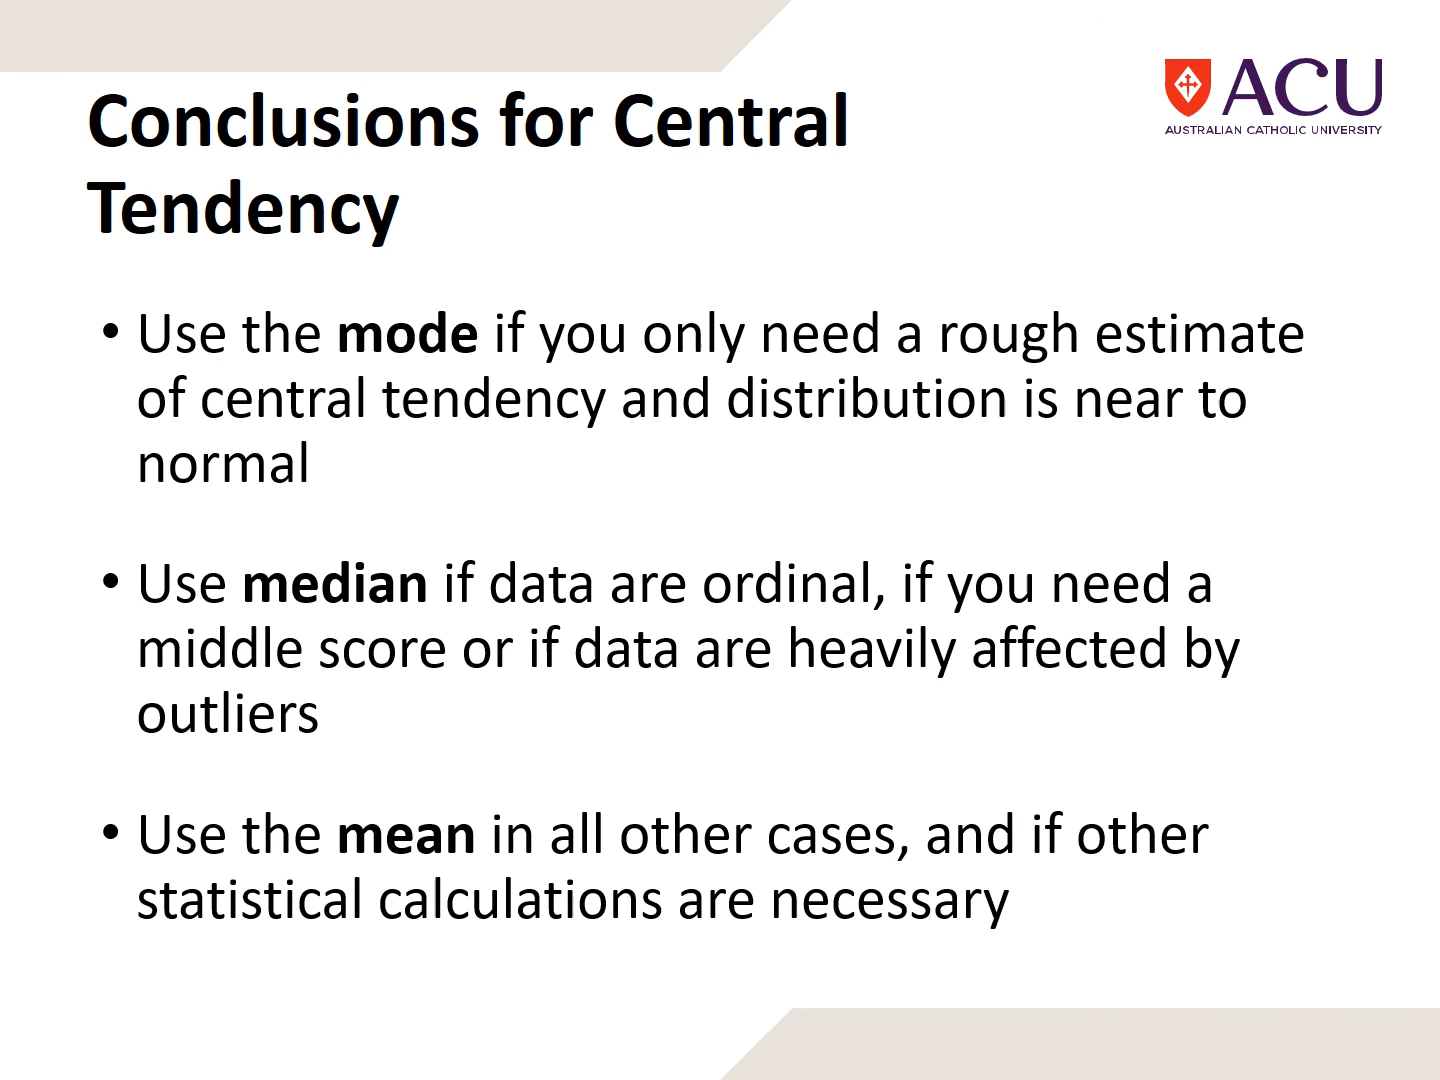 ACU
AUSTRALIAN CATHOLIC UNIVERSITY
Conclusions for Central
Tendency
• Use the mode if you only need a rough estimate
of central tendency and distribution is near to
normal
• Use median if data are ordinal, if you need a
middle score or if data are heavily affected by
outliers
• Use the mean in all other cases, and if other
statistical calculations are necessary